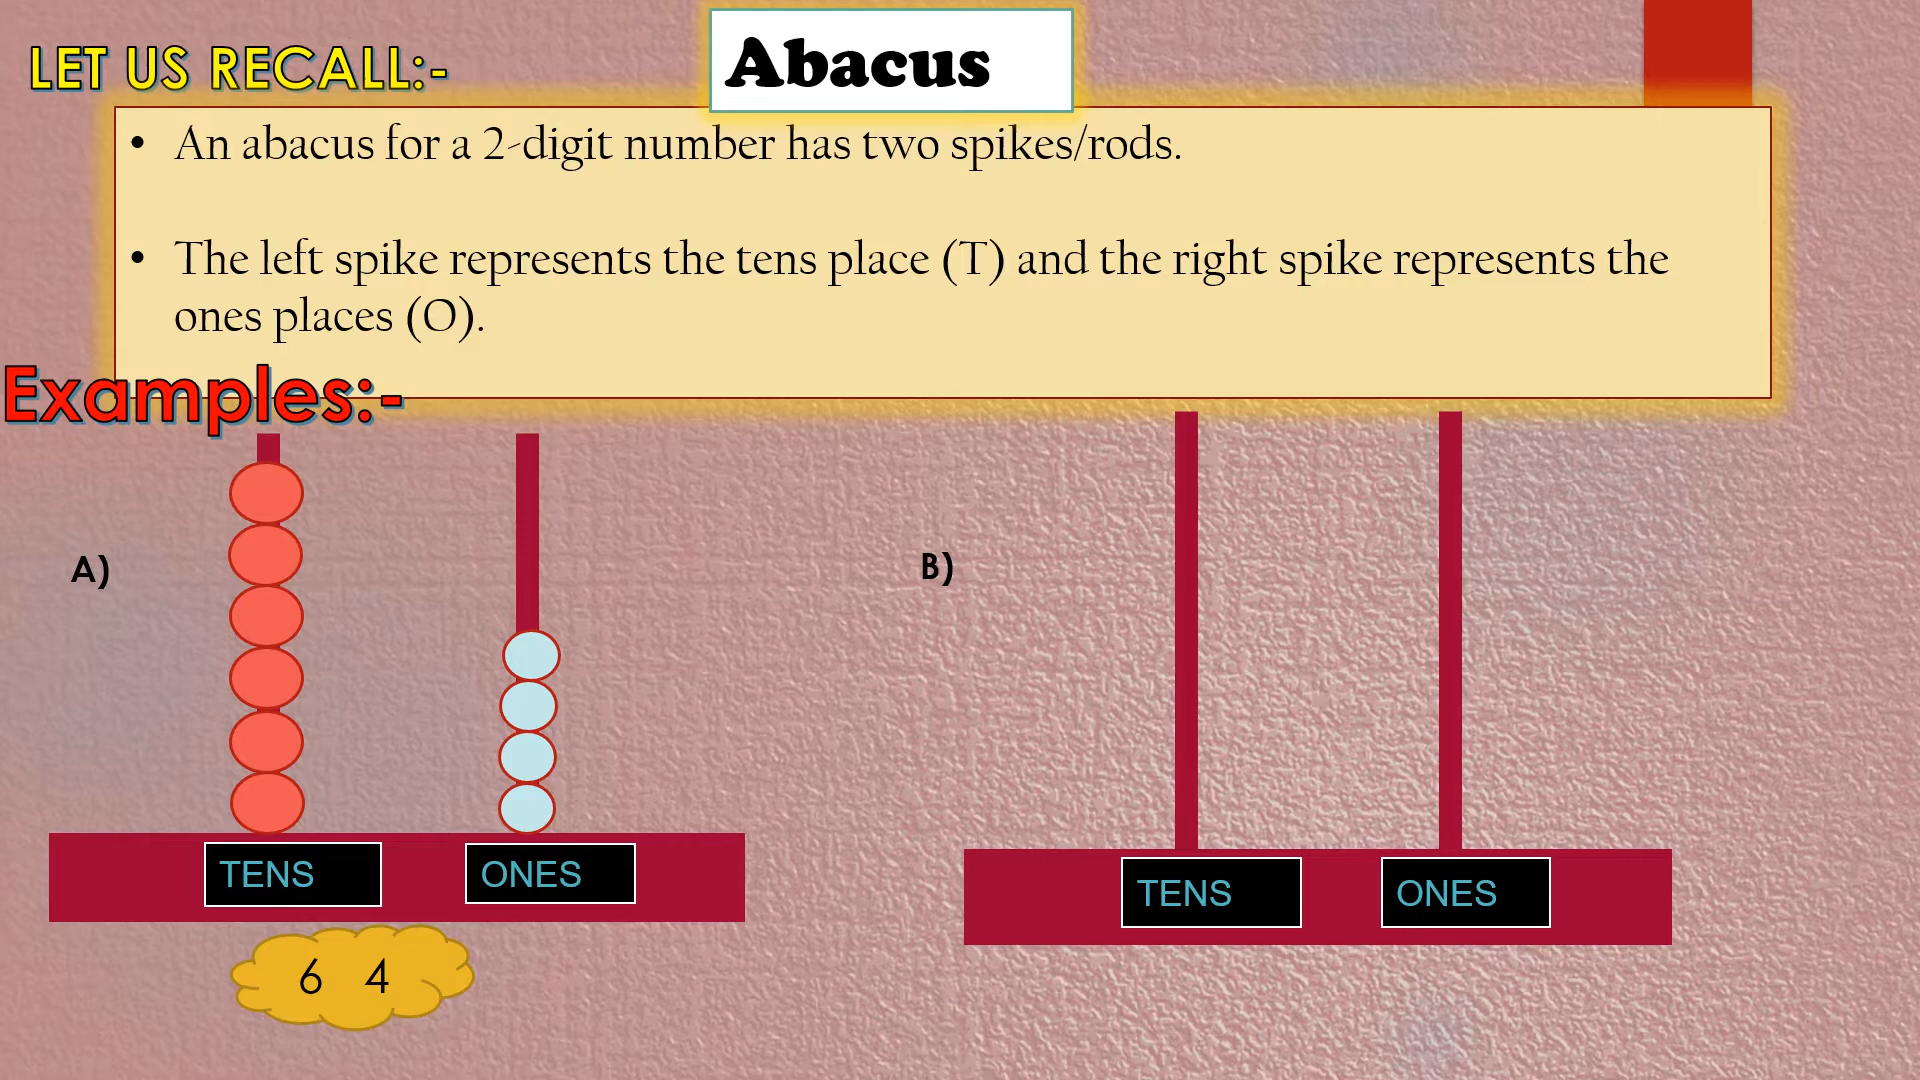 LET US RECALL:-
Abacus
• An abacus for a 2-digit number has two spikes/rods.
• The left spike represents the tens place (T) and the right spike represents the
ones places (O).
Examples:-
A)
B)
TENS ONES
TENS ONES
6 4